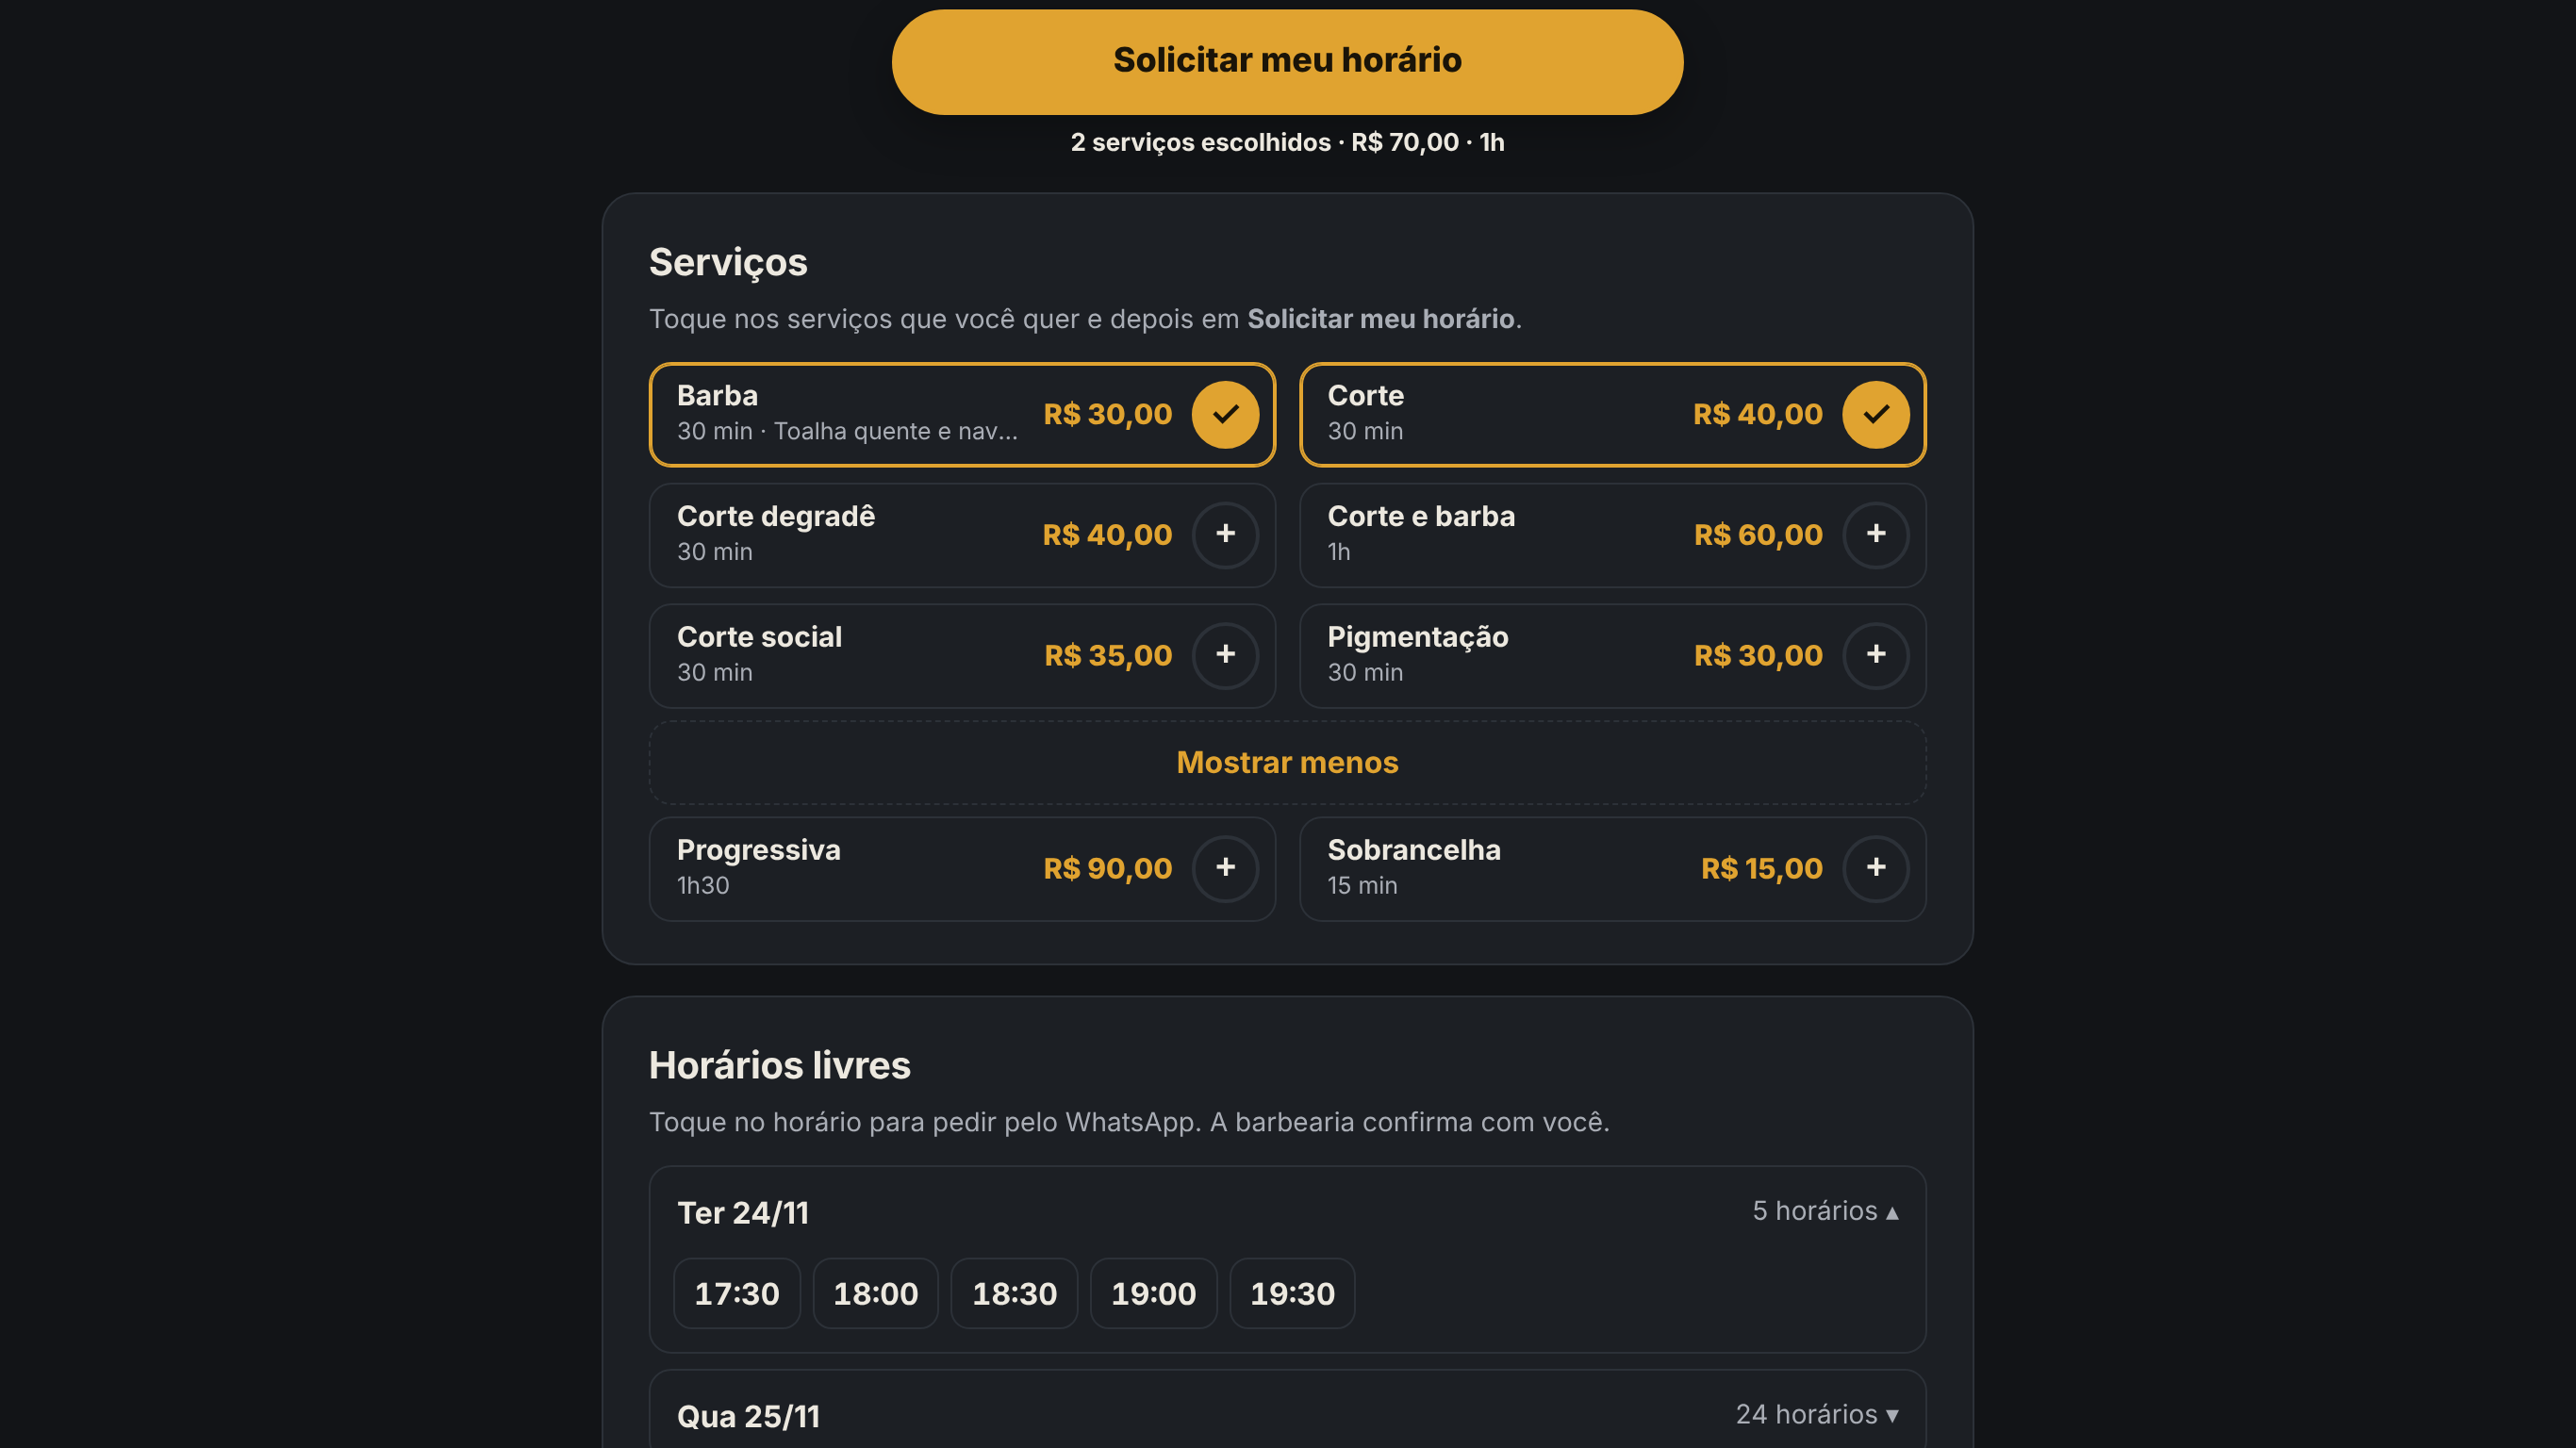 Solicitar meu horário
2 serviços escolhidos · R$ 70,00 · 1h
Serviços
Toque nos serviços que você quer e depois em Solicitar meu horário.
Barba
30 min · Toalha quente e nav...
R$ 30,00
Corte
30 min
R$ 40,00
Corte degradê
30 min
R$ 40,00
+
Corte e barba
1h
R$ 60,00
+
Corte social
30 min
R$ 35,00
+
Pigmentação
30 min
R$ 30,00
+
Mostrar menos
Progressiva
1h30
R$ 90,00
+
Sobrancelha
15 min
R$ 15,00
+
Horários livres
Toque no horário para pedir pelo WhatsApp. A barbearia confirma com você.
Ter 24/11
5 horários ▴
17:30 18:00 18:30 19:00 19:30
Qua 25/11
24 horários ▾